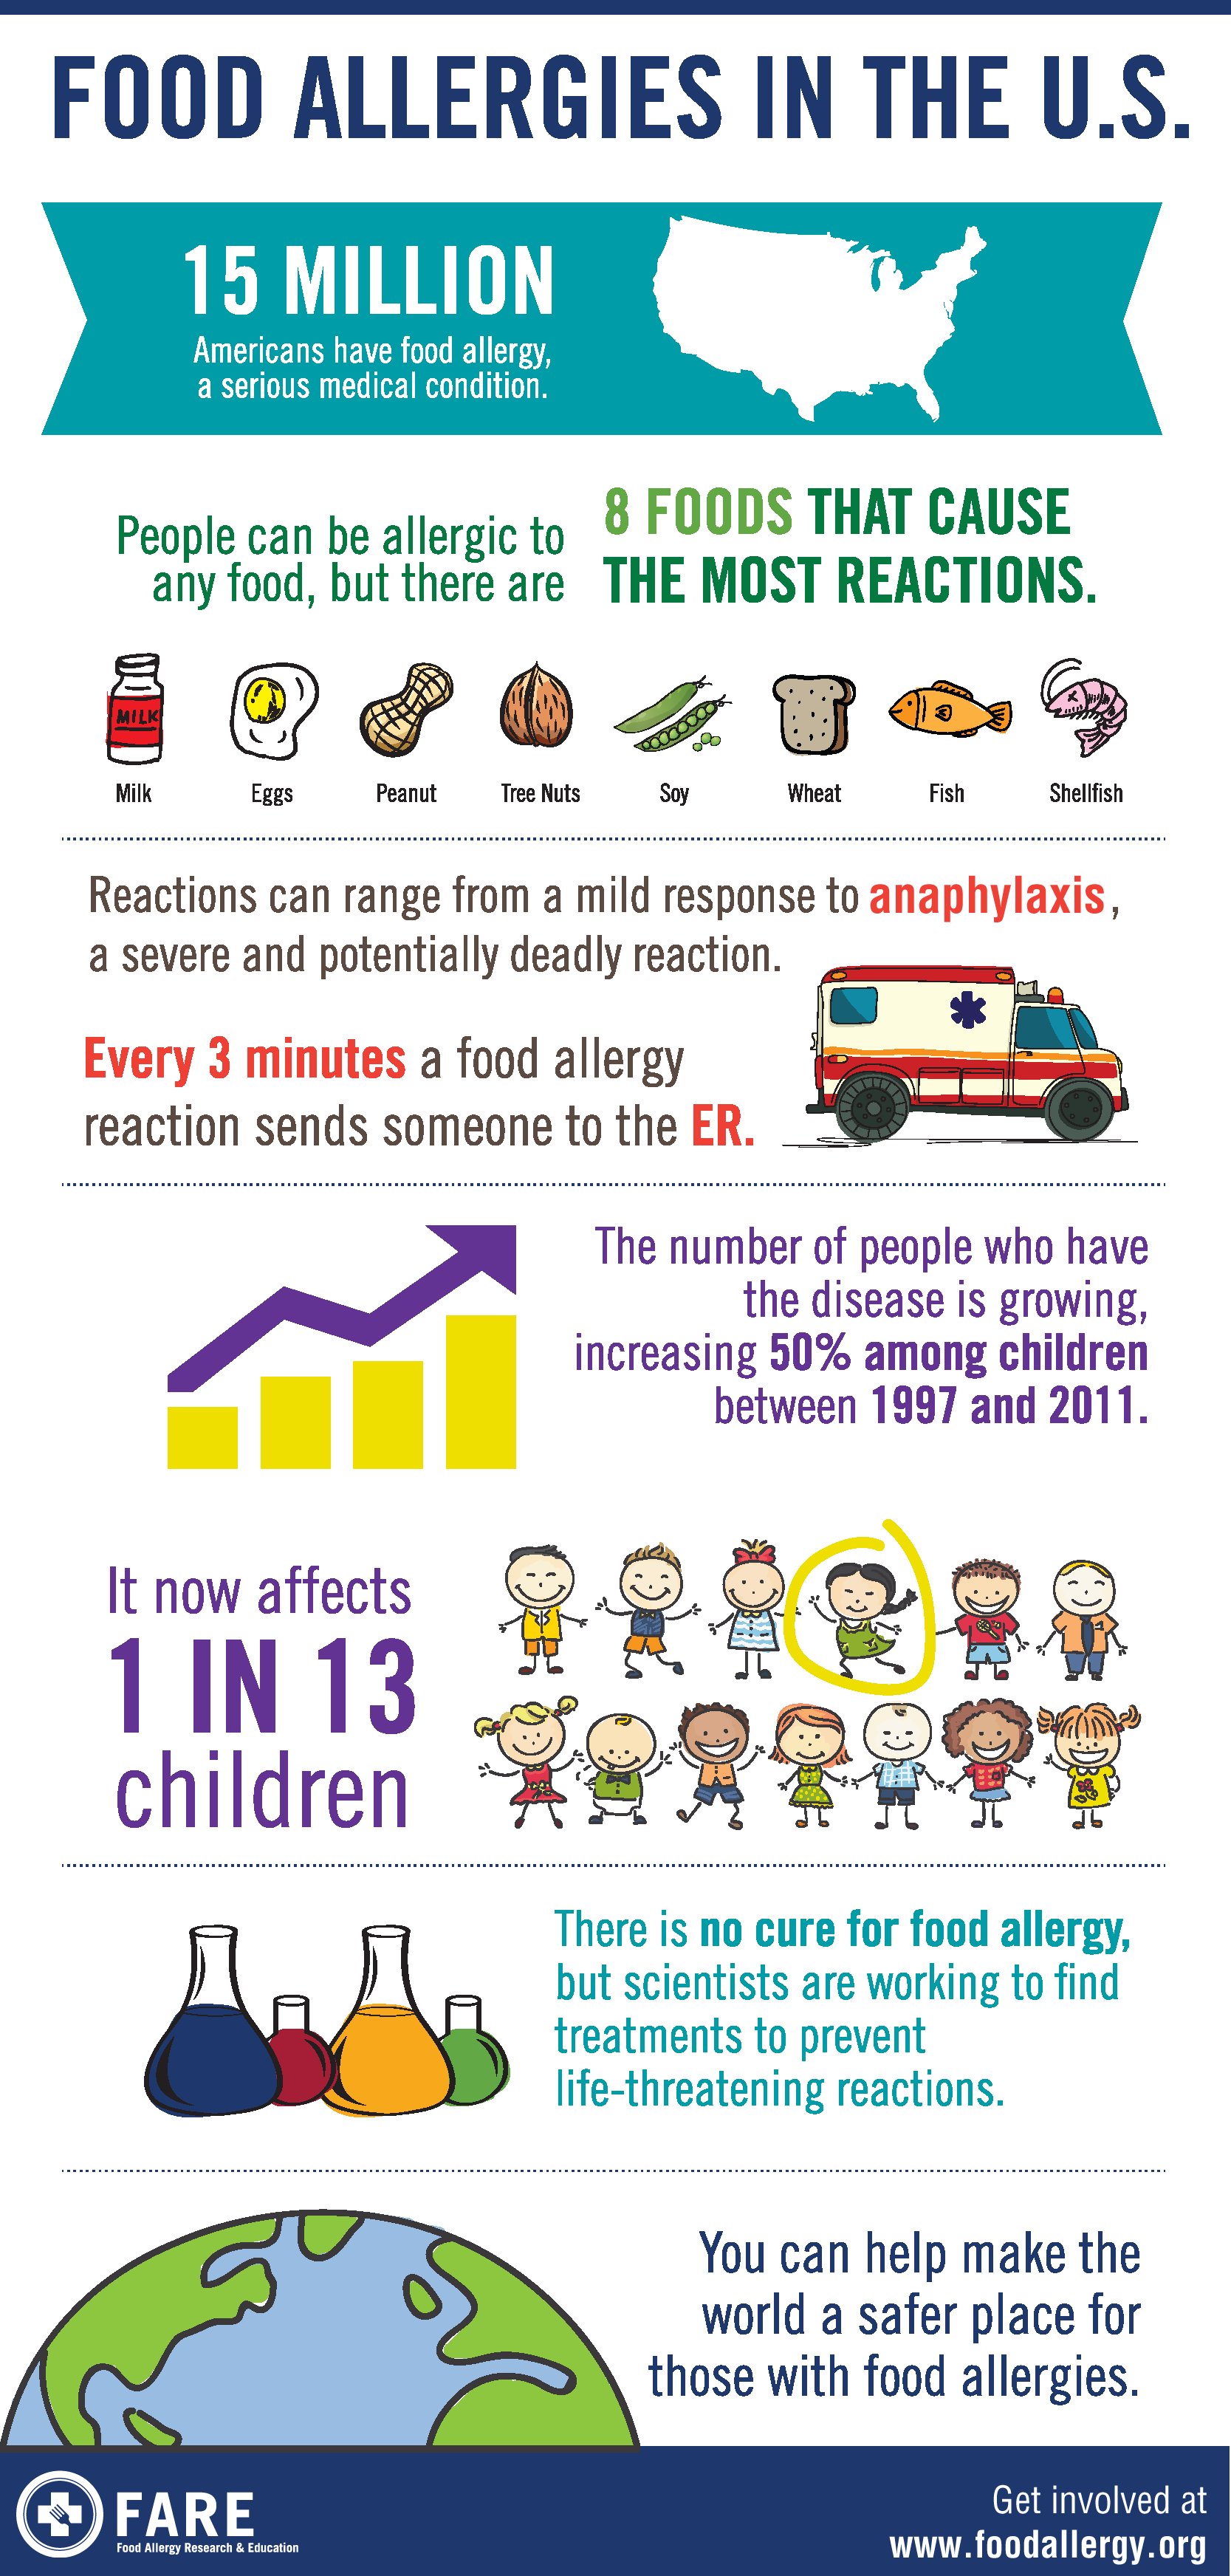 FOOD ALLERGIES IN THE U.S.
15 MILLION
Americans have food allergy,
a serious medical condition.
People can be allergic to
any food, but there are
8 FOODS THAT CAUSE
THE MOST REACTIONS.
MILK
Milk Eggs Peanut Tree Nuts Soy Wheat Fish Shellfish
Reactions can range from a mild response to anaphylaxis,
a severe and potentially deadly reaction.
Every 3 minutes a food allergy
reaction sends someone to the ER.
The number of people who have
the disease is growing,
increasing 50% among children
between 1997 and 2011.
It now affects
1 IN 13
children
There is no cure for food allergy,
but scientists are working to find
treatments to prevent
life-threatening reactions.
You can help make the
world a safer place for
those with food allergies.
FARE
Food Allergy Research & Education
Get involved at
www.foodallergy.org